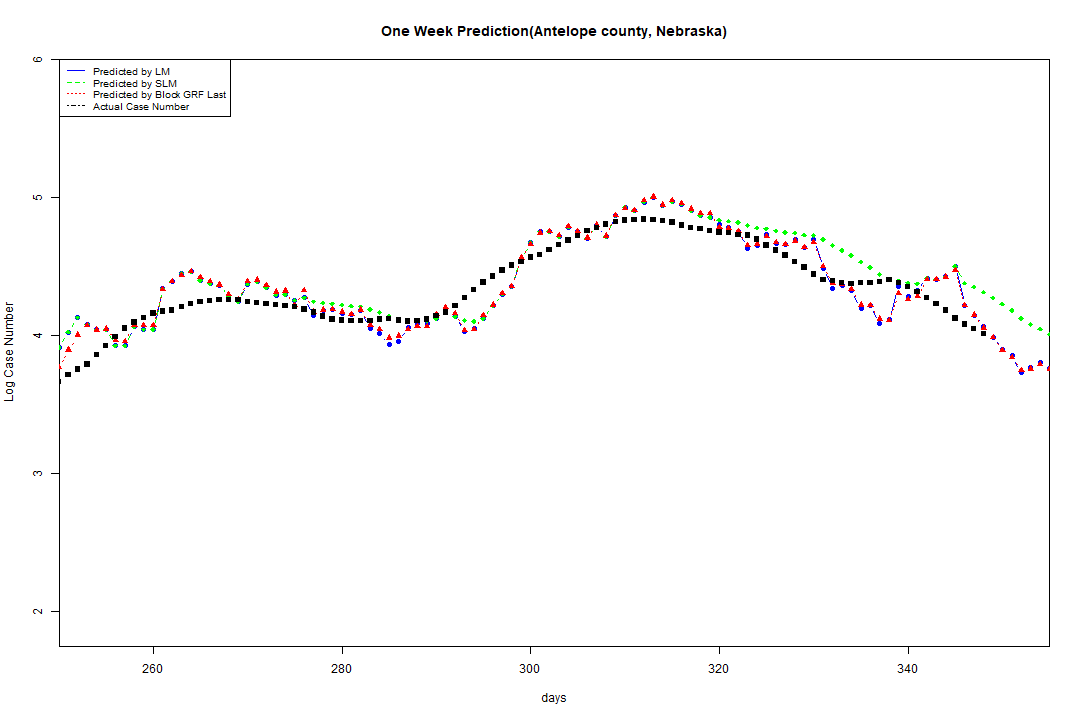 One Week Prediction(Antelope county, Nebraska)
6
Predicted by LM
Predicted by SLM
Predicted by Block GRF Last
Actual Case Number
5
4
3
2
Log Case Number
260
280
300
320
340
days